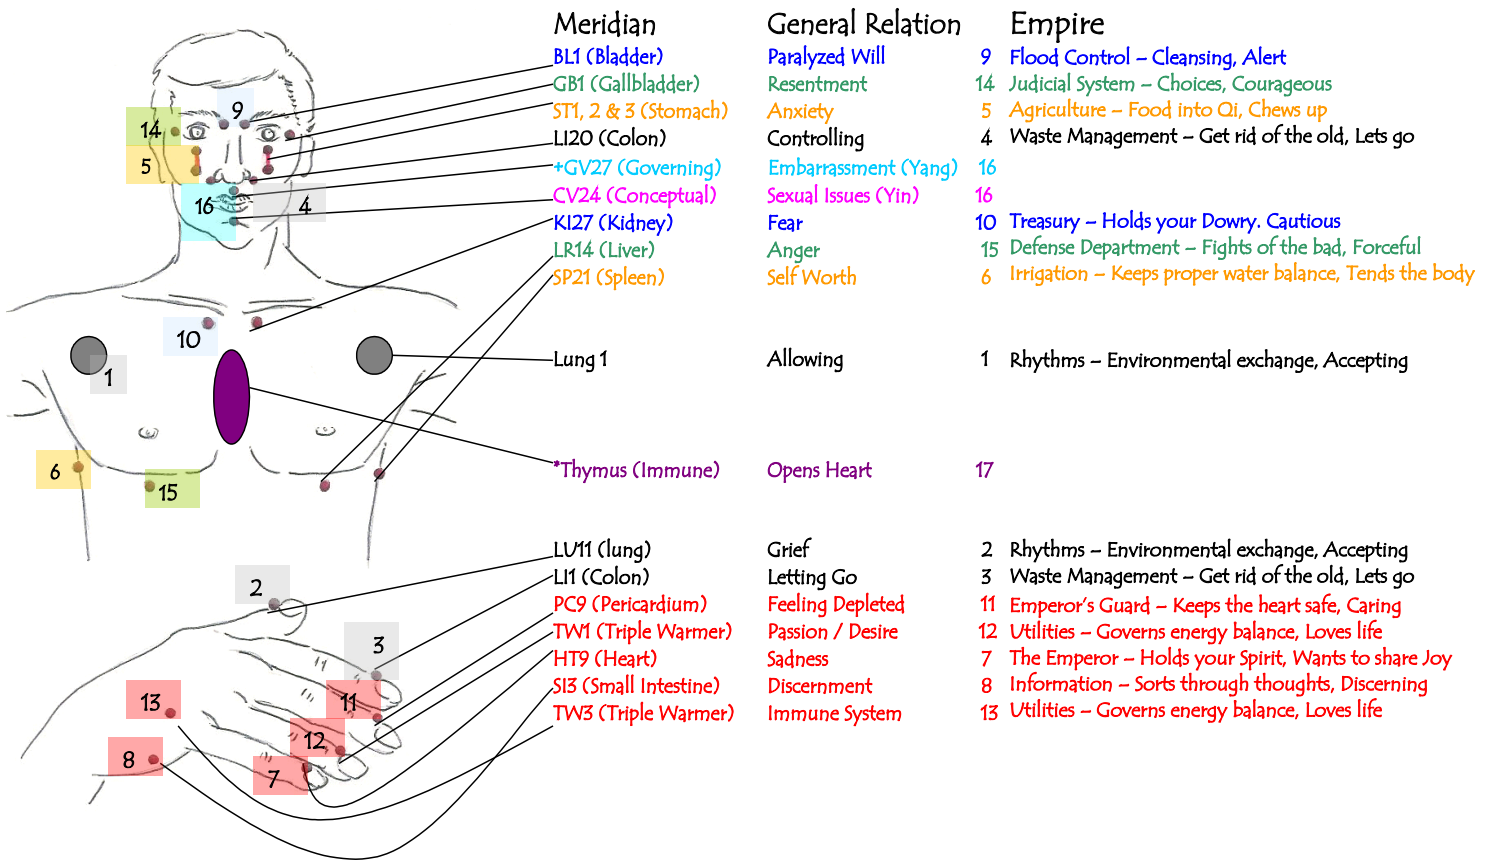 Meridian General Relation Empire
BL1 (Bladder) Paralyzed Will 9 Flood Control – Cleansing, Alert
GB1 (Gallbladder) Resentment 14 Judicial System – Choices, Courageous
ST1, 2 & 3 (Stomach) Anxiety 5 Agriculture – Food into Qi, Chews up
LI20 (Colon) Controlling 4 Waste Management – Get rid of the old, Lets go
+GV27 (Governing) Embarrassment (Yang) 16
CV24 (Conceptual) Sexual Issues (Yin) 16
KI27 (Kidney) Fear 10 Treasury – Holds your Dowry. Cautious
LR14 (Liver) Anger 15 Defense Department – Fights of the bad, Forceful
SP21 (Spleen) Self Worth 6 Irrigation – Keeps proper water balance, Tends the body
Lung 1 Allowing 1 Rhythms – Environmental exchange, Accepting
*Thymus (Immune) Opens Heart 17
LU11 (lung) Grief 2 Rhythms – Environmental exchange, Accepting
LI1 (Colon) Letting Go 3 Waste Management – Get rid of the old, Lets go
PC9 (Pericardium) Feeling Depleted 11 Emperor's Guard – Keeps the heart safe, Caring
TW1 (Triple Warmer) Passion / Desire 12 Utilities – Governs energy balance, Loves life
HT9 (Heart) Sadness 7 The Emperor – Holds your Spirit, Wants to share Joy
SI3 (Small Intestine) Discernment 8 Information – Sorts through thoughts, Discerning
TW3 (Triple Warmer) Immune System 13 Utilities – Governs energy balance, Loves life
9
14
5
16
4
10
1
6
15
2
3
13
11
12
8
7